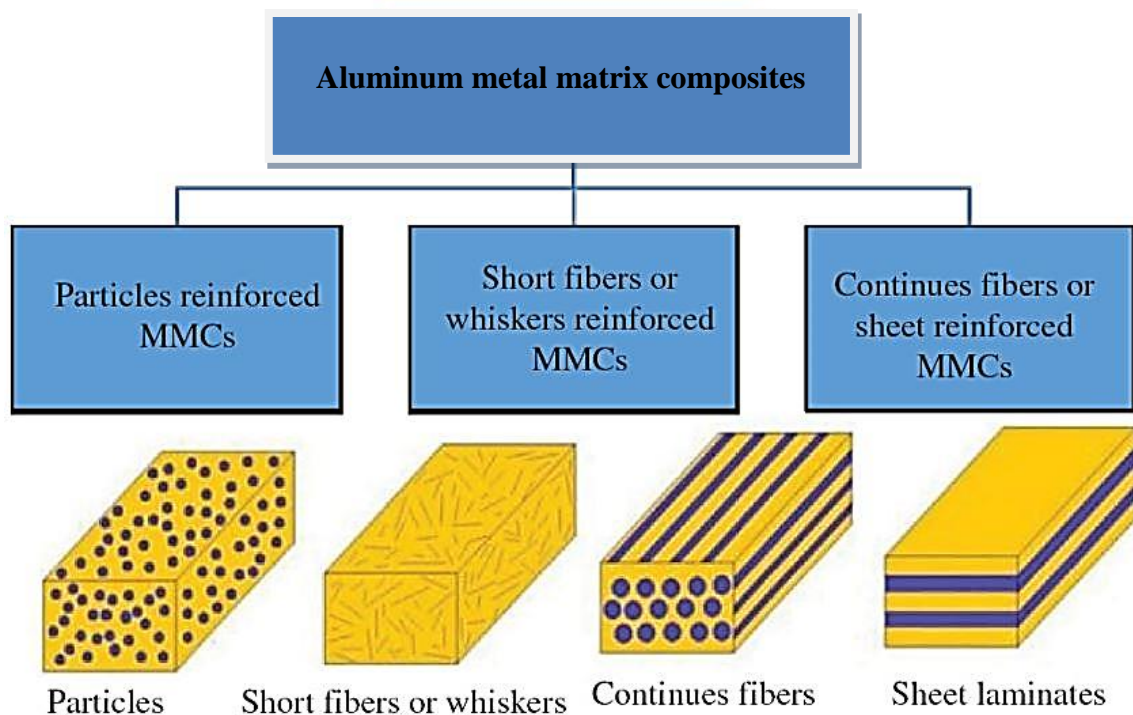 Aluminum metal matrix composites
Particles reinforced
MMCs
Short fibers or
whiskers reinforced
MMCs
Continues fibers or
sheet reinforced
MMCs
Particles
Short fibers or whiskers
Continues fibers
Sheet laminates